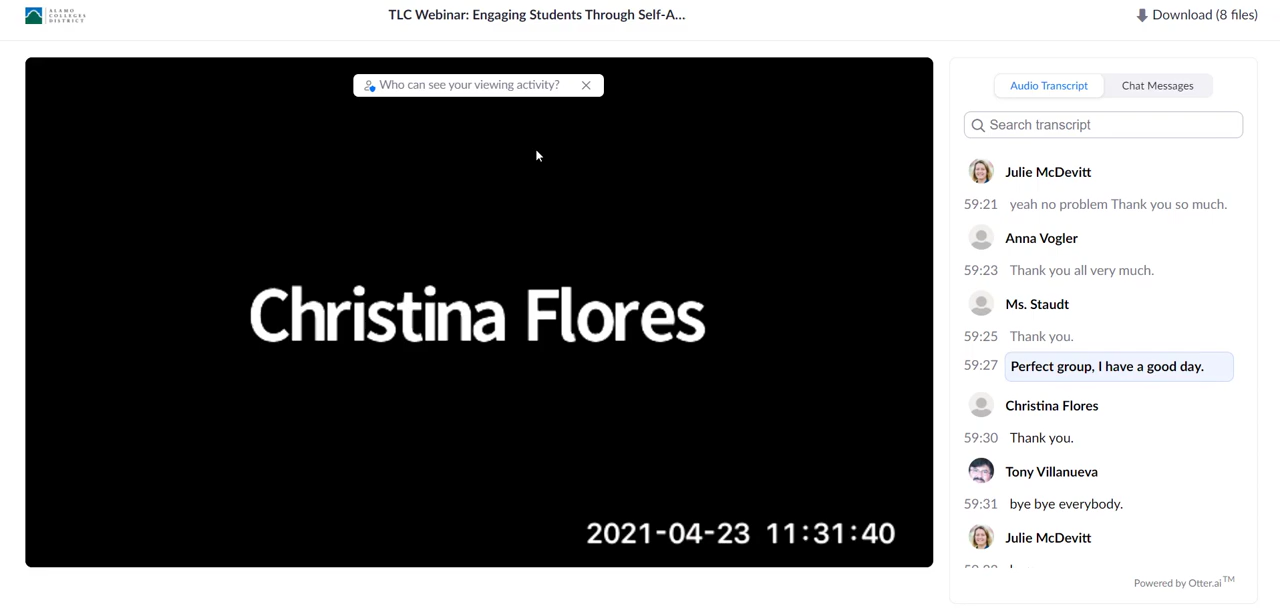 ALAMO
COLLEGES
DISTRICT
TLC Webinar: Engaging Students Through Self-A...
Download (8 files)
Who can see your viewing activity?
Christina Flores
2021-04-23 11:31:40
Audio Transcript
Chat Messages
Search transcript
Julie McDevitt
59:21 yeah no problem Thank you so much.
Anna Vogler
59:23 Thank you all very much.
Ms. Staudt
59:25 Thank you.
59:27 Perfect group, I have a good day.
Christina Flores
59:30 Thank you.
Tony Villanueva
59:31 bye bye everybody.
Julie McDevitt
Powered by Otter.ai™